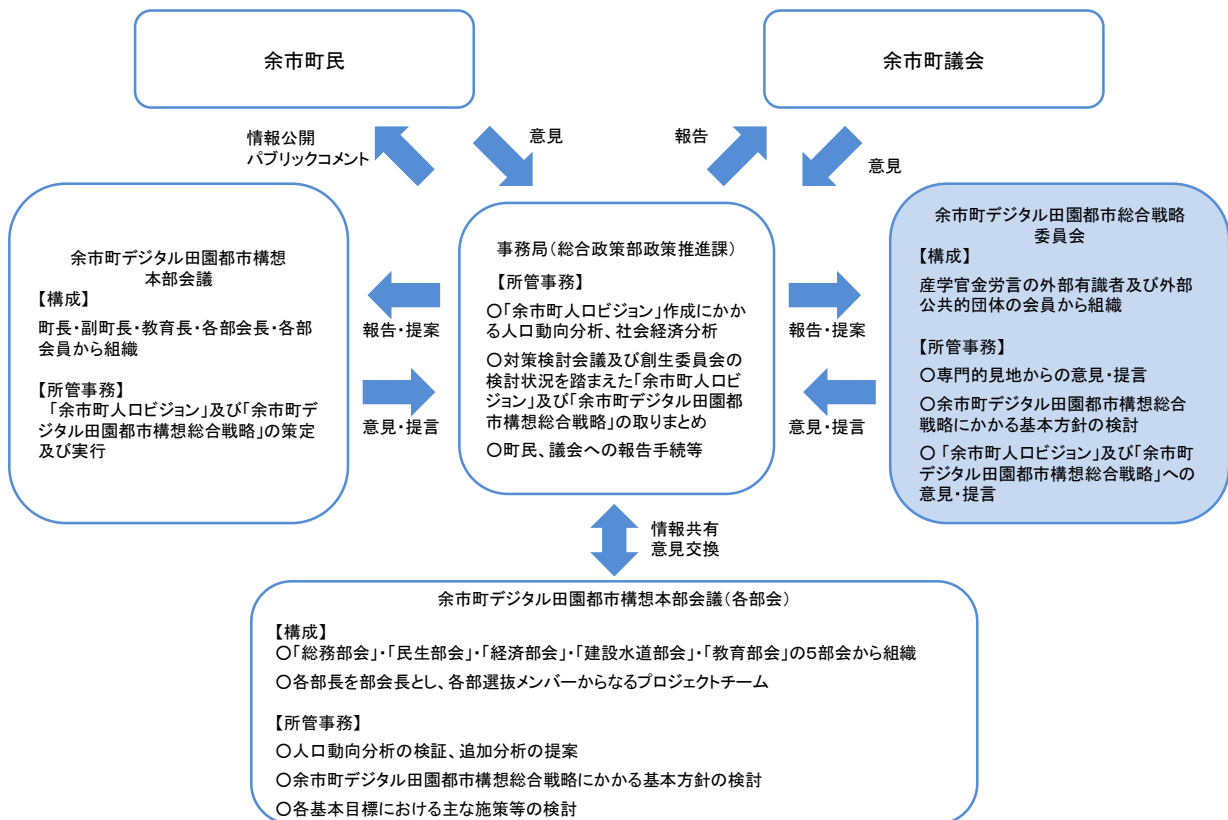 余市町民
余市町議会
情報公開
パブリックコメント
意見
報告
意見
余市町デジタル田園都市構想
本部会議
【構成】
町長・副町長・教育長・各部会長・各部
会員から組織
【所管事務】
「余市町人口ビジョン」及び「余市町デ
ジタル田園都市構想総合戦略」の策定
及び実行
報告・提案
意見・提言
事務局(総合政策部政策推進課)
【所管事務】
○「余市町人口ビジョン」作成にかか
る人口動向分析、社会経済分析
○対策検討会議及び創生委員会の
検討状況を踏まえた「余市町人口ビ
ジョン」及び「余市町デジタル田園都
市構想総合戦略」の取りまとめ
○町民、議会への報告手続等
報告・提案
意見・提言
余市町デジタル田園都市総合戦略
委員会
【構成】
産学官金労言の外部有識者及び外部
公共的団体の会員から組織
【所管事務】
○専門的見地からの意見・提言
○余市町デジタル田園都市構想総合
戦略にかかる基本方針の検討
○ 「余市町人口ビジョン」及び「余市町
デジタル田園都市構想総合戦略」への
意見・提言
情報共有
意見交換
余市町デジタル田園都市構想本部会議(各部会)
【構成】
○「総務部会」・「民生部会」・「経済部会」・「建設水道部会」・「教育部会」の5部会から組織
○各部長を部会長とし、各部選抜メンバーからなるプロジェクトチーム
【所管事務】
○人口動向分析の検証、追加分析の提案
○余市町デジタル田園都市構想総合戦略にかかる基本方針の検討
○各基本目標における主な施策等の検討